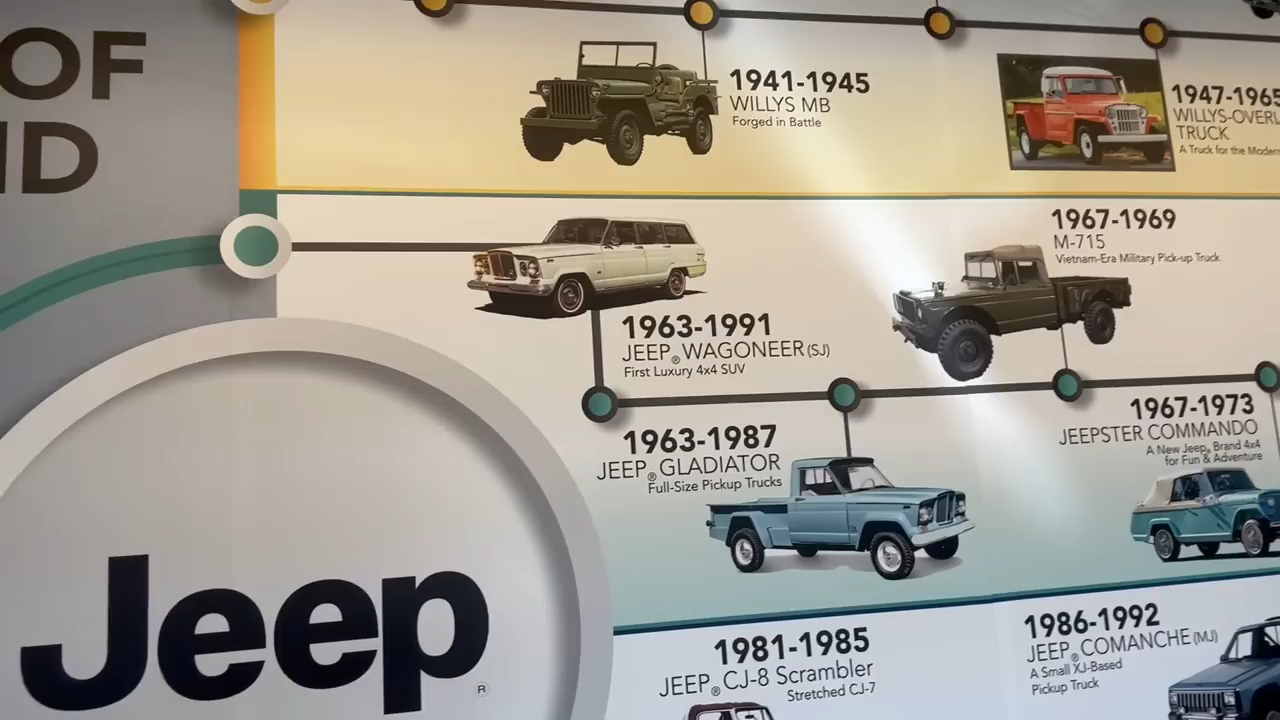 OF
ND
1941-1945
WILLYS MB
Forged in Battle
1947-1965
WILLYS-OVERL
TRUCK
A Truck for the Modern
1963-1991
JEEP® WAGONEER (SJ)
First Luxury 4x4 SUV
1967-1969
M-715
Vietnam-Era Military Pick-up Truck
1963-1987
JEEP® GLADIATOR
Full-Size Pickup Trucks
1967-1973
JEEPSTER COMMANDO
A New Jeep® Brand 4x4
for Fun & Adventure
Jeep®
1981-1985
JEEP® CJ-8 Scrambler
Stretched CJ-7
1986-1992
JEEP® COMANCHE (MJ)
A Small XJ-Based
Pickup Truck